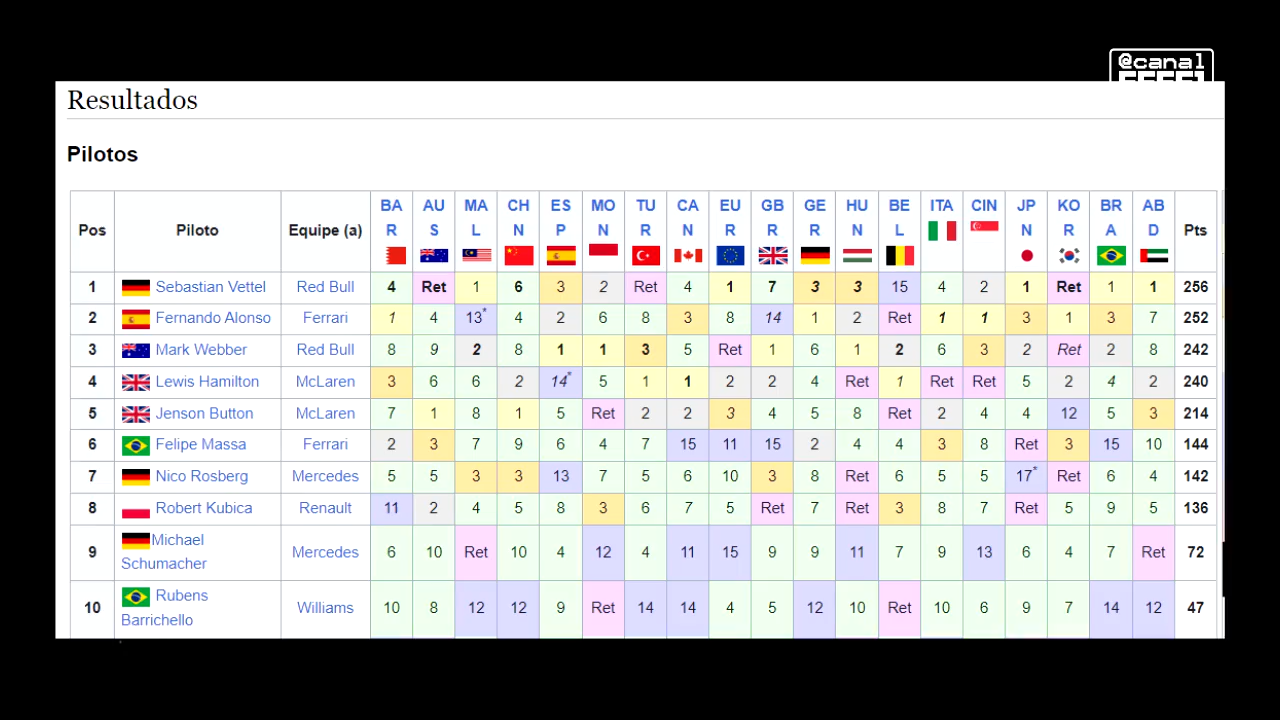 @canal
Resultados
Pilotos
Pos Piloto Equipe (a) BAR AUS MAL CHN ESP MON TUR CAN EUR GBR GER HUN BEL ITA CIN JPN KOR BRA ABD Pts
1 Sebastian Vettel Red Bull 4 Ret 1 6 3 2 Ret 4 1 7 3 3 15 4 2 1 Ret 1 1 256
2 Fernando Alonso Ferrari 1 4 13* 4 2 6 8 3 8 14 1 2 Ret 1 1 3 1 3 7 252
3 Mark Webber Red Bull 8 9 2 8 1 1 3 5 Ret 1 6 1 2 6 3 2 Ret 2 8 242
4 Lewis Hamilton McLaren 3 6 6 2 14* 5 1 1 2 2 4 Ret 1 Ret Ret 5 2 4 2 240
5 Jenson Button McLaren 7 1 8 1 5 Ret 2 2 3 4 5 8 Ret 2 4 4 12 5 3 214
6 Felipe Massa Ferrari 2 3 7 9 6 4 7 15 11 15 2 4 4 3 8 Ret 3 15 10 144
7 Nico Rosberg Mercedes 5 5 3 3 13 7 5 6 10 3 8 Ret 6 5 5 17* Ret 6 4 142
8 Robert Kubica Renault 11 2 4 5 8 3 6 7 5 Ret 7 Ret 3 8 7 Ret 5 9 5 136
9 Michael Schumacher Mercedes 6 10 Ret 10 4 12 4 11 15 9 9 11 7 9 13 6 4 7 Ret 72
10 Rubens Barrichello Williams 10 8 12 12 9 Ret 14 14 4 5 12 10 Ret 10 6 9 7 14 12 47